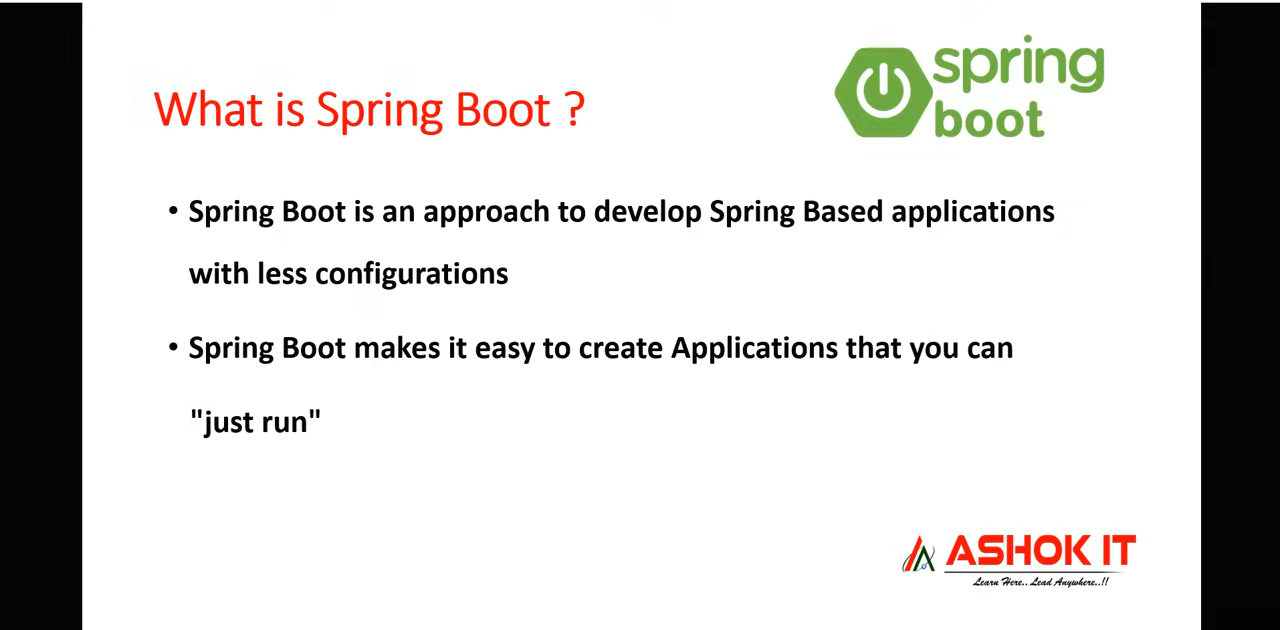 What is Spring Boot ?
spring
boot
• Spring Boot is an approach to develop Spring Based applications
with less configurations
• Spring Boot makes it easy to create Applications that you can
"just run"
ASHOK IT
Learn Here.. Lead Anywhere..!!